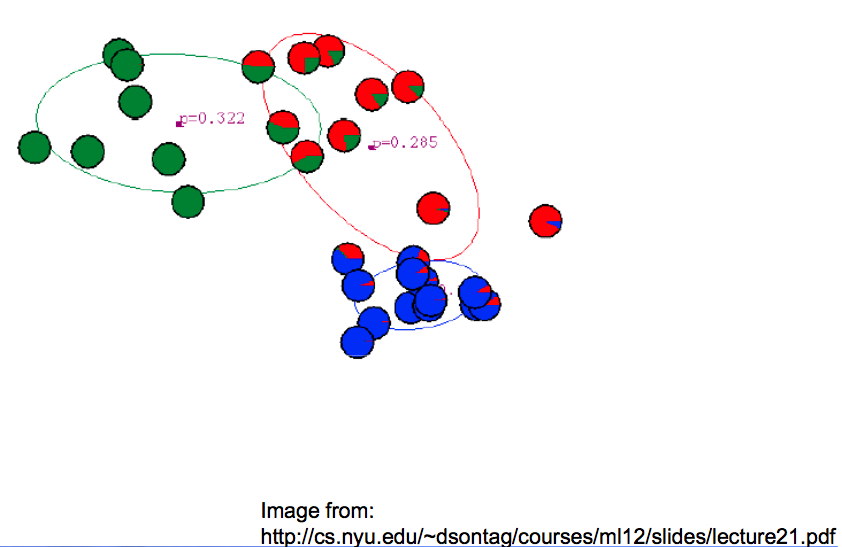 p=0.322
p=0.285
Image from:
http://cs.nyu.edu/~dsontag/courses/ml12/slides/lecture21.pdf